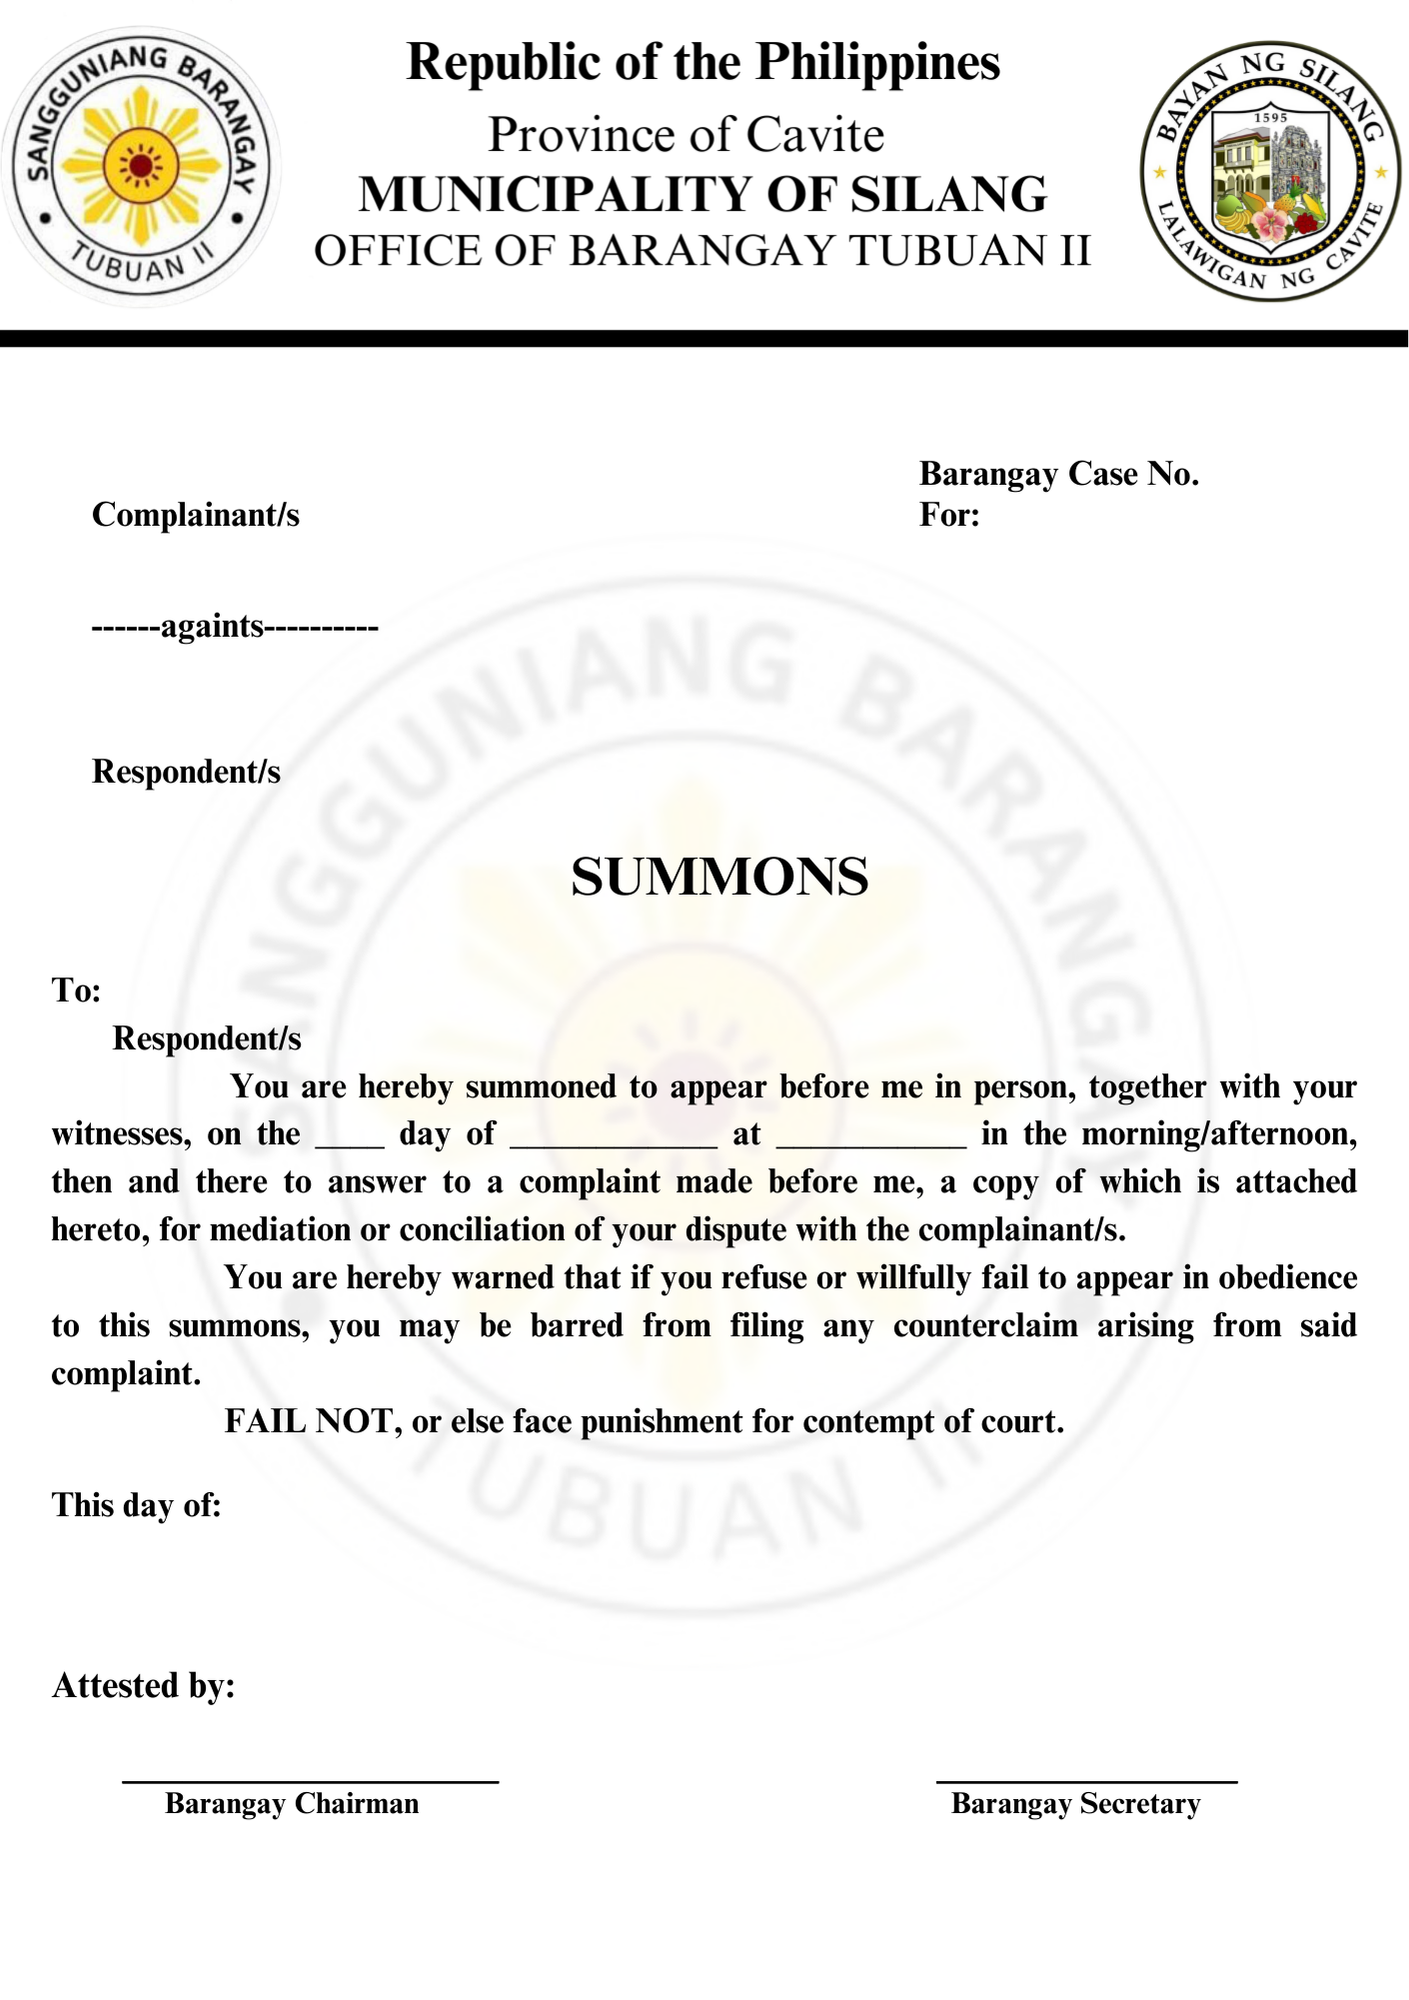 SANGGUNIANG BARANGAY
TUBUAN II
Republic of the Philippines
Province of Cavite
MUNICIPALITY OF SILANG
OFFICE OF BARANGAY TUBUAN II
BAYAN NG SILANG
1595
LALAWIGAN NG CAVITE
Barangay Case No.
Complainant/s
For:
------againts----------
Respondent/s
SUMMONS
To:
Respondent/s
You are hereby summoned to appear before me in person, together with your
witnesses, on the ____ day of ____________ at ___________ in the morning/afternoon,
then and there to answer to a complaint made before me, a copy of which is attached
hereto, for mediation or conciliation of your dispute with the complainant/s.
You are hereby warned that if you refuse or willfully fail to appear in obedience
to this summons, you may be barred from filing any counterclaim arising from said
complaint.
FAIL NOT, or else face punishment for contempt of court.
This day of:
Attested by:
Barangay Chairman
Barangay Secretary
SANGGUNIANG BARANGAY
TUBUAN II